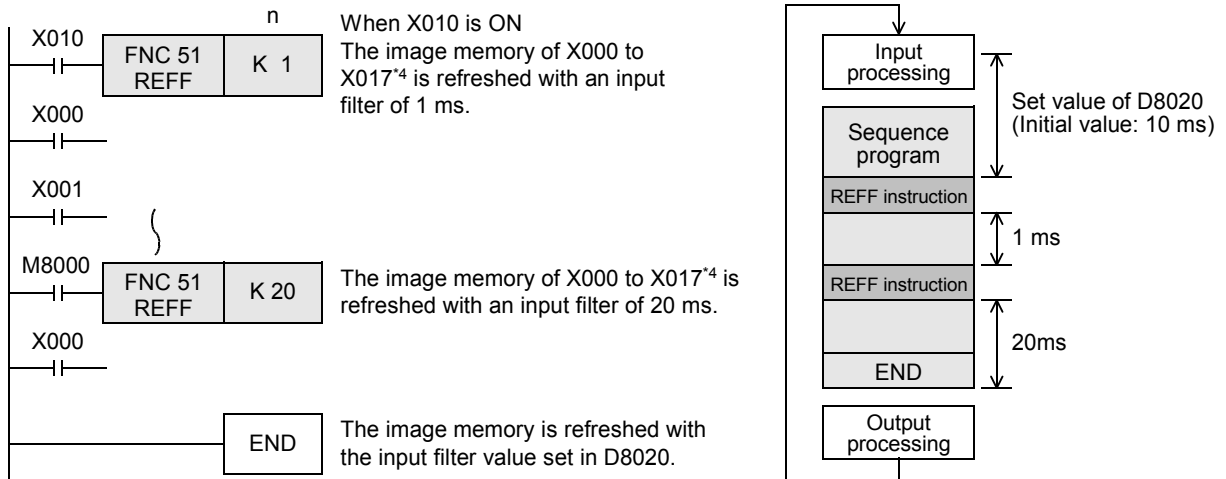 n
X010
FNC 51
REFF
K 1
When X010 is ON
The image memory of X000 to
X017*4 is refreshed with an input
filter of 1 ms.
X000
X001
M8000
FNC 51
REFF
K 20
The image memory of X000 to X017*4 is
refreshed with an input filter of 20 ms.
X000
END
The image memory is refreshed with
the input filter value set in D8020.
Input
processing
Set value of D8020
(Initial value: 10 ms)
Sequence
program
REFF instruction
1 ms
REFF instruction
20ms
END
Output
processing